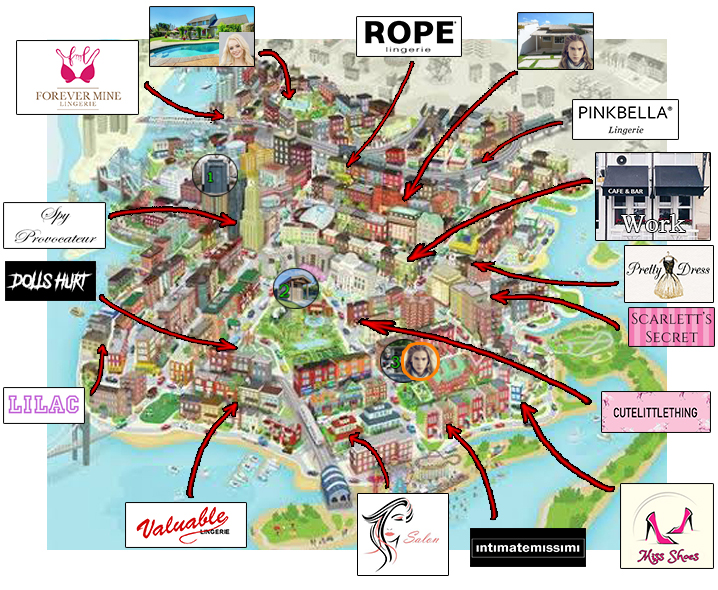 ROPE
lingerie
FOREVER MINE
LINGERIE
PINKBELLA®
Lingerie
1
CAFE & BAR
Work
Spy
Provocateur
Pretty Dress
DOLLS HURT
2
SCARLETT'S
SECRET
3
LILAC
CUTELITTLETHING
Valuable
LINGERIE
Salon
intimatemissimi
Miss Shoes